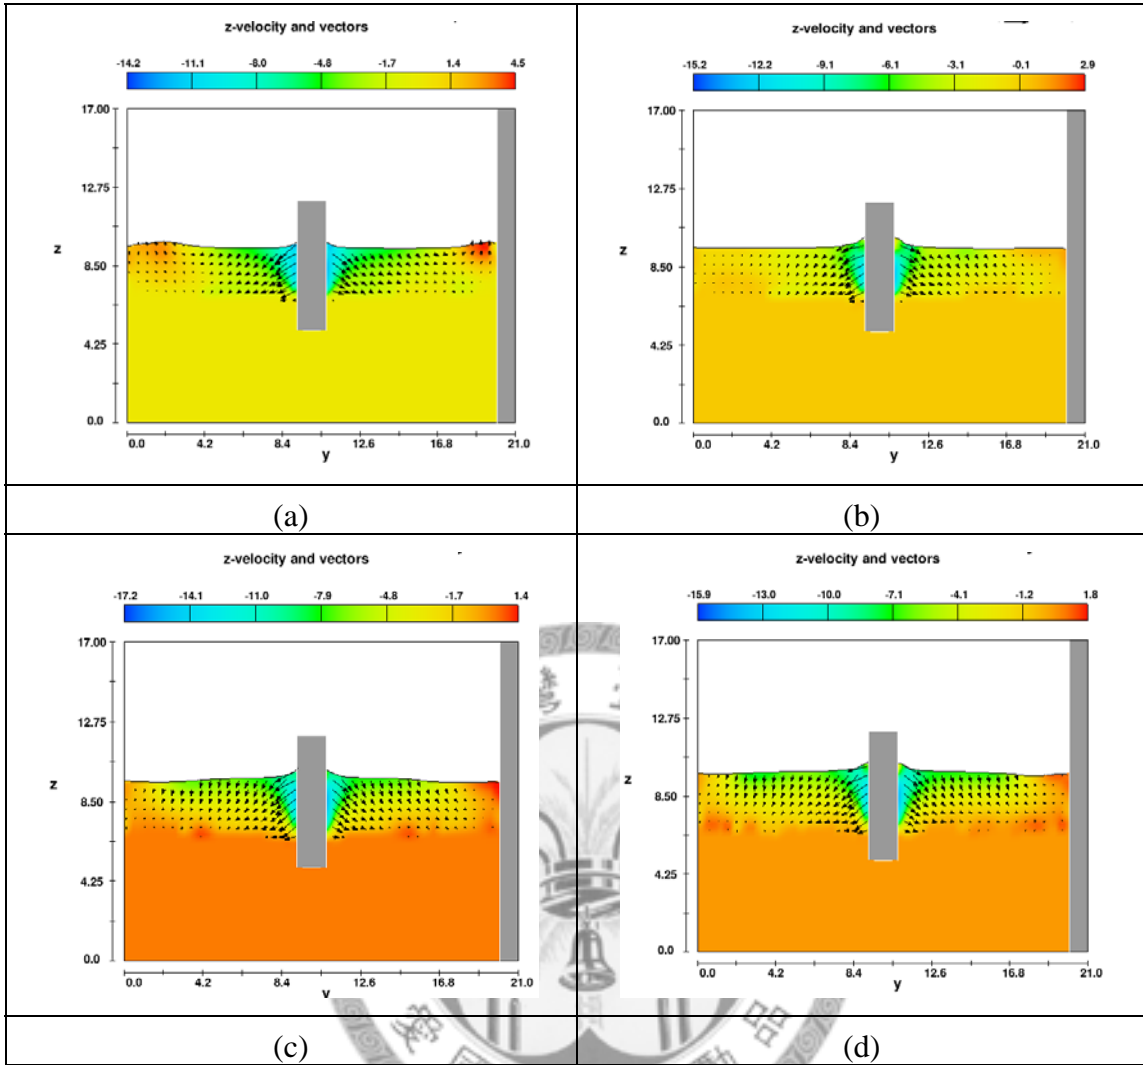 z-velocity and vectors
-14.2 -11.1 -8.0 -4.8 -1.7 1.4 4.5
17.00
12.75
z
8.50
4.25
0.0
0.0 4.2 8.4 12.6 16.8 21.0
y
(a)
z-velocity and vectors
-15.2 -12.2 -9.1 -6.1 -3.1 -0.1 2.9
17.00
12.75
z
8.50
4.25
0.0
0.0 4.2 8.4 12.6 16.8 21.0
y
(b)
z-velocity and vectors
-17.2 -14.1 -11.0 -7.9 -4.8 -1.7 1.4
17.00
12.75
z
8.50
4.25
0.0
0.0 4.2 8.4 12.6 16.8 21.0
y
(c)
z-velocity and vectors
-15.9 -13.0 -10.0 -7.1 -4.1 -1.2 1.8
17.00
12.75
z
8.50
4.25
0.0
0.0 4.2 8.4 12.6 16.8 21.0
y
(d)